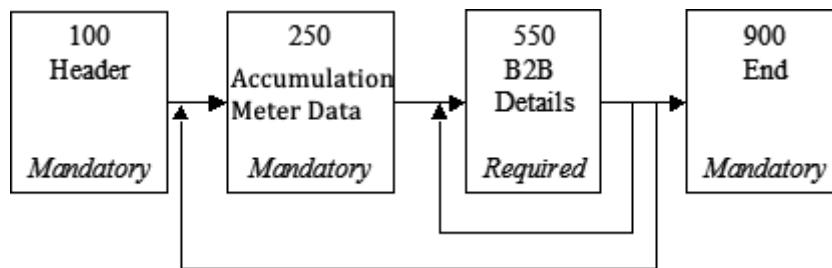 100
Header
Mandatory
250
Accumulation
Meter Data
Mandatory
550
B2B
Details
Required
900
End
Mandatory